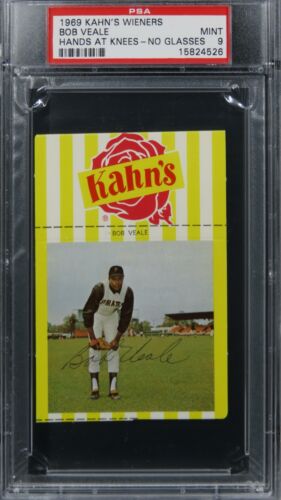 PSA
1969 KAHN'S WIENERS
BOB VEALE MINT
HANDS AT KNEES-NO GLASSES 9
15824526
Kahn's
®
BOB VEALE
PIRATES
Bob Veale